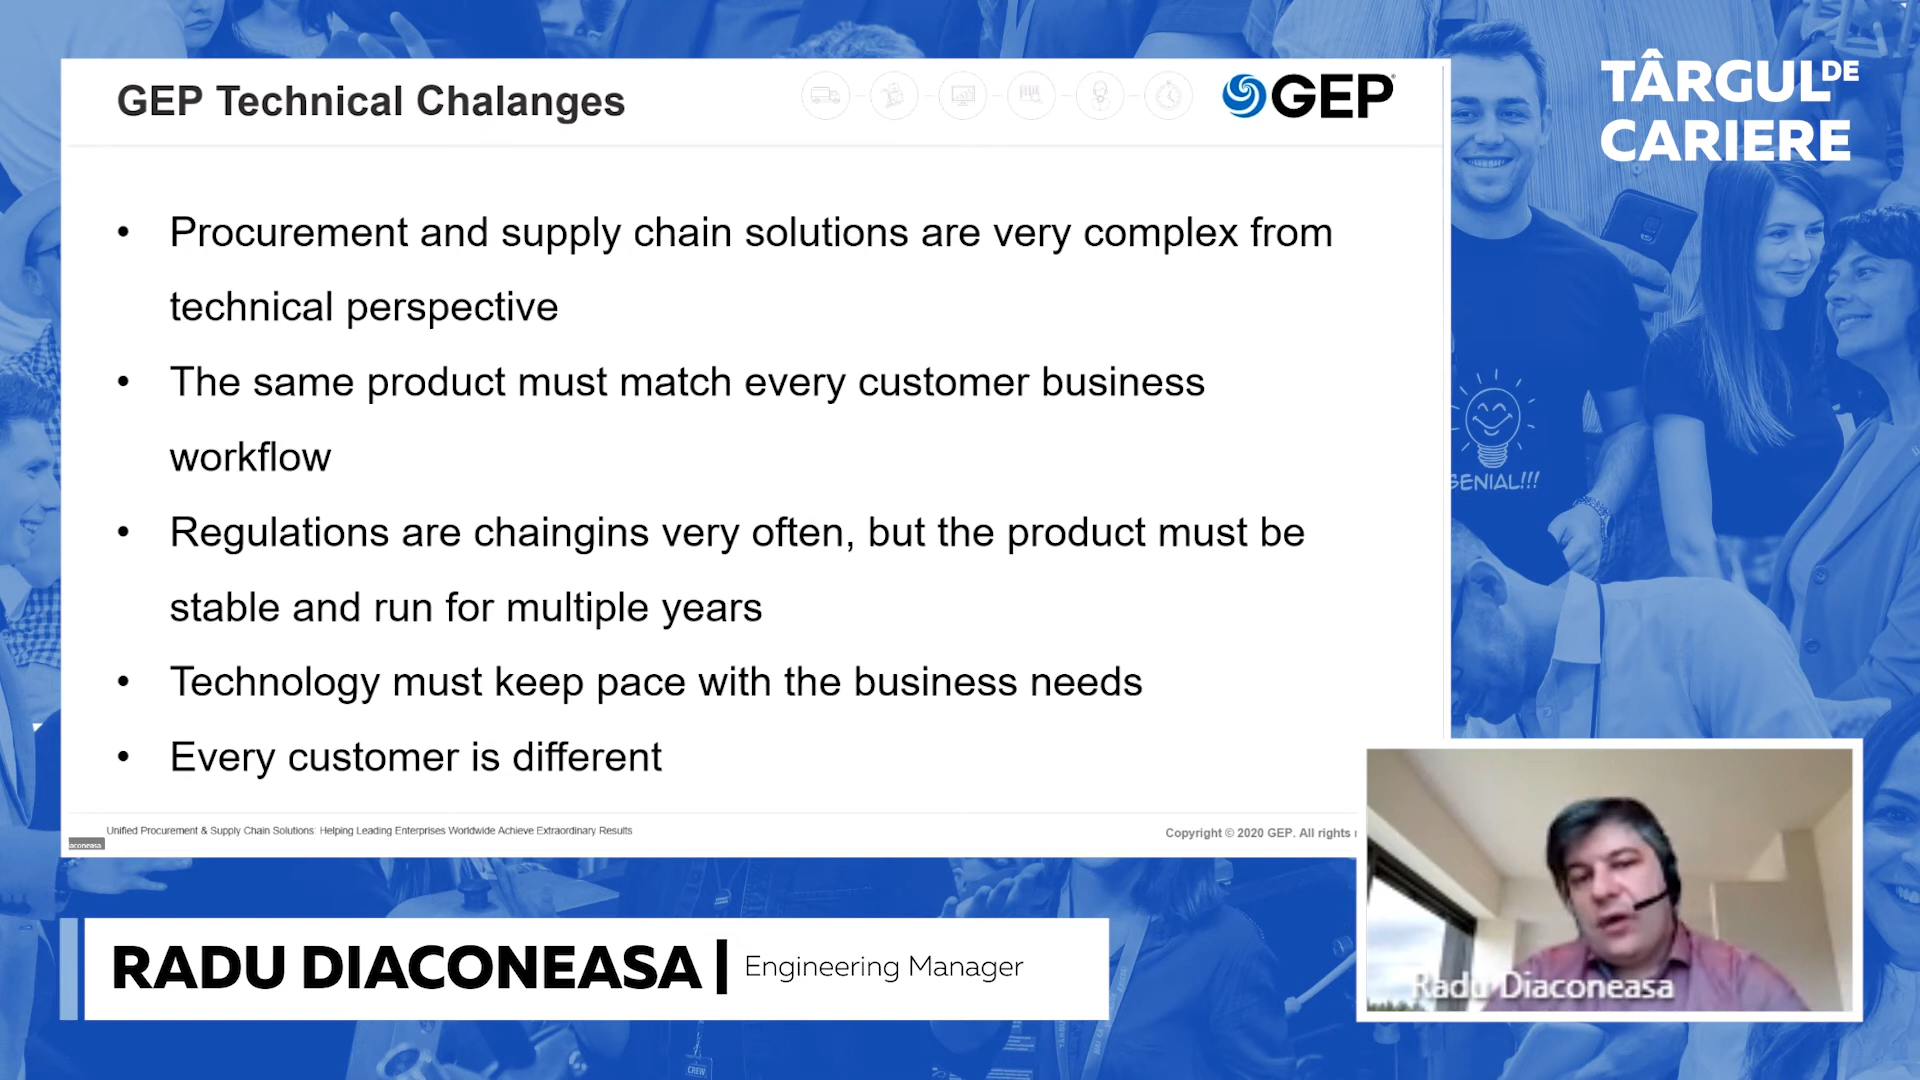 GEP Technical Chalanges
GEP
TÂRGUL DE
CARIERE
• Procurement and supply chain solutions are very complex from
technical perspective
• The same product must match every customer business
workflow
• Regulations are chaingins very often, but the product must be
stable and run for multiple years
• Technology must keep pace with the business needs
• Every customer is different
GENIAL!!!
Unified Procurement & Supply Chain Solutions: Helping Leading Enterprises Worldwide Achieve Extraordinary Results
Copyright © 2020 GEP. All rights
aconeasa
RADU DIACONEASA | Engineering Manager
Radu Diaconeasa
CREW